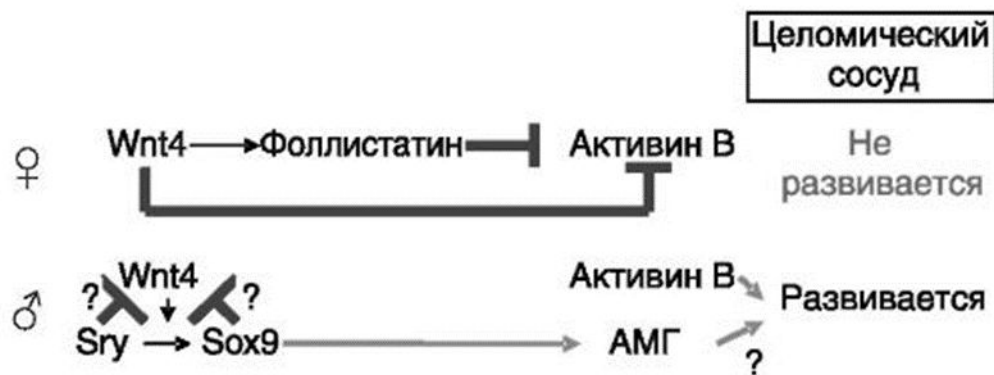 Целомический
сосуд
♀ Wnt4 Фоллистатин Активин В Не
развивается
♂ ? Wnt4 ? Активин В Развивается
Sry Sox9 АМГ ?